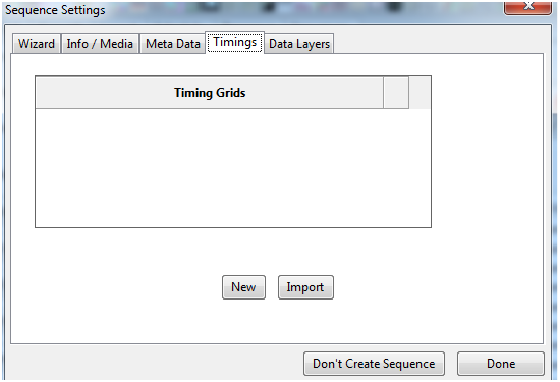 Sequence Settings
Wizard Info / Media Meta Data Timings Data Layers
Timing Grids
New Import
Don't Create Sequence Done